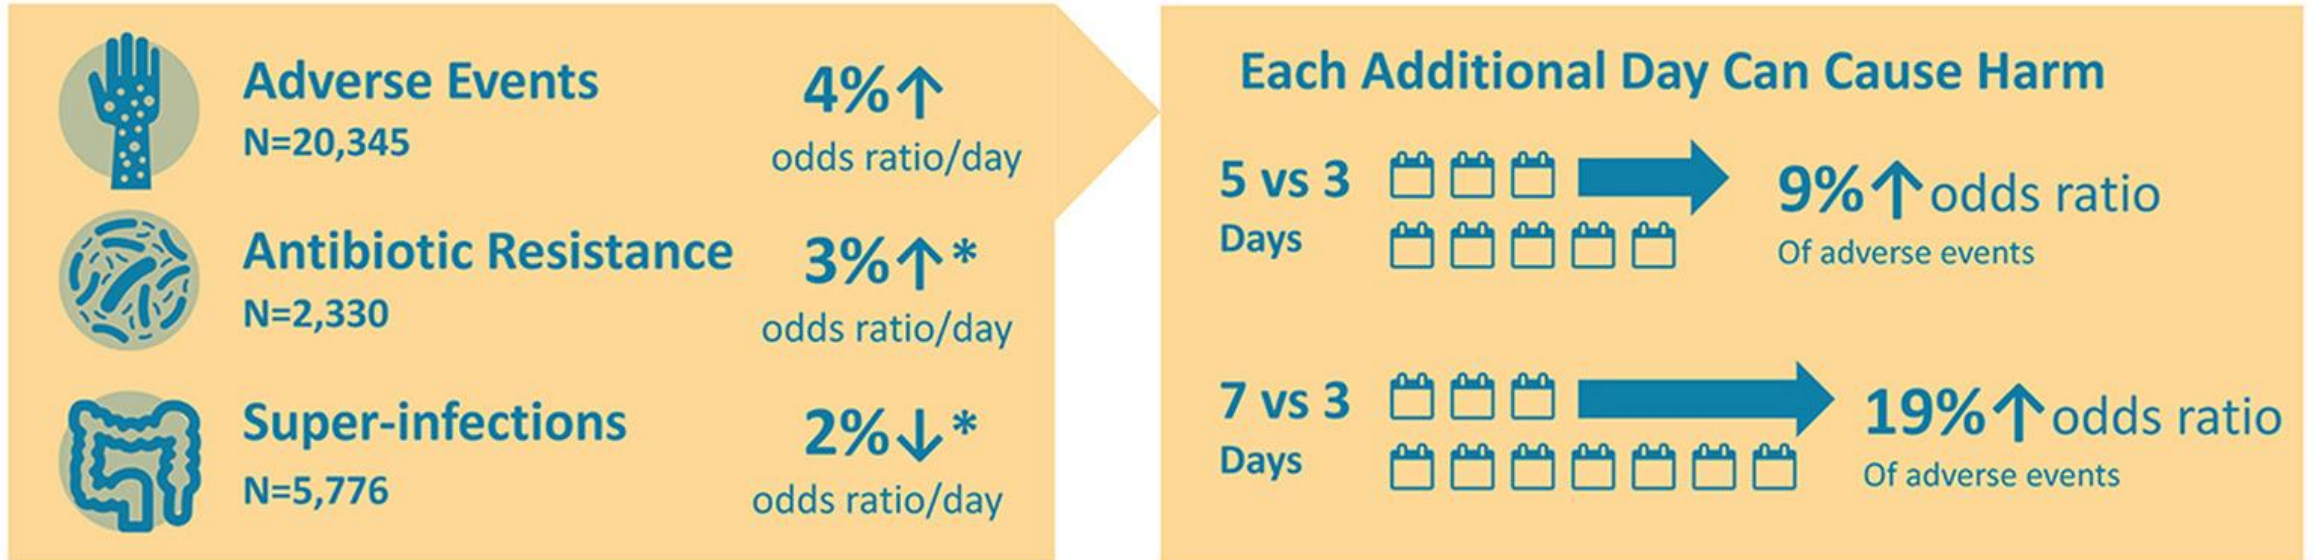 Adverse Events
N=20,345
4%↑
odds ratio/day
Antibiotic Resistance
N=2,330
3%↑*
odds ratio/day
Super-infections
N=5,776
2%↓*
odds ratio/day
Each Additional Day Can Cause Harm
5 vs 3
Days
9%↑odds ratio
Of adverse events
7 vs 3
Days
19%↑odds ratio
Of adverse events